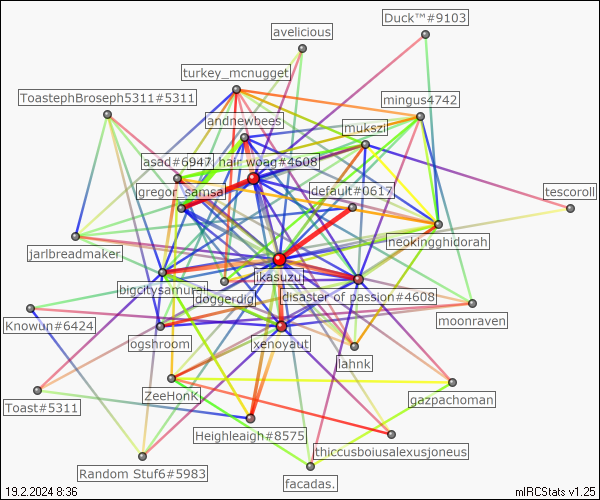 Duck™#9103
avelicious
turkey_mcnugget
ToastephBroseph5311#5311
mingus4742
andnewbees
mukszi
asad#6947
hair woag#4608
gregor_samsa
default#0617
tescoroll
neokingghidorah
jarlbreadmaker
ikasuzu
bigcitysamurai
doggerdig
disaster of passion#4608
moonraven
Knowun#6424
ogshroom
xenoyaut
lahnk
ZeeHonK
gazpachoman
Toast#5311
Heighleaigh#8575
thiccusboiusalexusjoneus
Random Stuf6#5983
facadas.
19.2.2024 8:36
mIRCStats v1.25